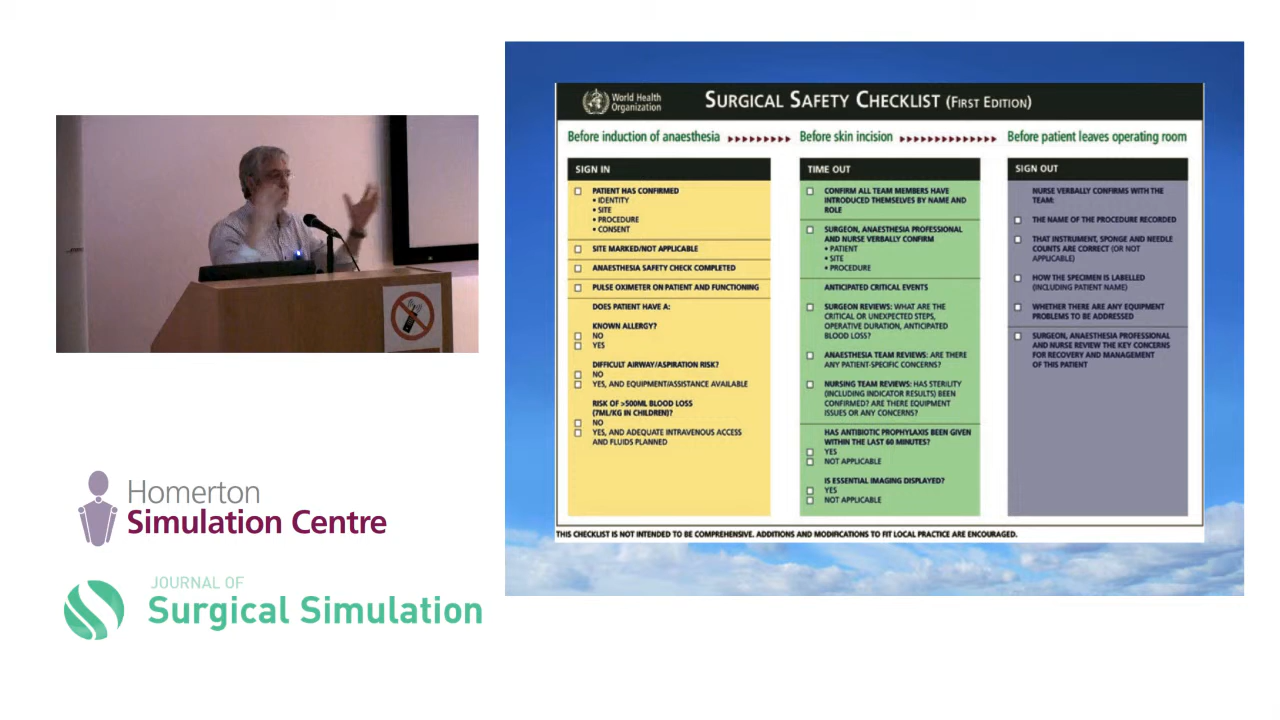 World Health
Organization
SURGICAL SAFETY CHECKLIST (FIRST EDITION)
Before induction of anaesthesia
Before skin incision
Before patient leaves operating room
SIGN IN
PATIENT HAS CONFIRMED
• IDENTITY
• SITE
• PROCEDURE
• CONSENT
SITE MARKED/NOT APPLICABLE
ANAESTHESIA SAFETY CHECK COMPLETED
PULSE OXIMETER ON PATIENT AND FUNCTIONING
DOES PATIENT HAVE A:
KNOWN ALLERGY?
NO
YES
DIFFICULT AIRWAY/ASPIRATION RISK?
NO
YES, AND EQUIPMENT/ASSISTANCE AVAILABLE
RISK OF >500ML BLOOD LOSS
(7ML/KG IN CHILDREN)?
NO
YES, AND ADEQUATE INTRAVENOUS ACCESS
AND FLUIDS PLANNED
TIME OUT
CONFIRM ALL TEAM MEMBERS HAVE
INTRODUCED THEMSELVES BY NAME AND
ROLE
SURGEON, ANAESTHESIA PROFESSIONAL
AND NURSE VERBALLY CONFIRM
• PATIENT
• SITE
• PROCEDURE
ANTICIPATED CRITICAL EVENTS
SURGEON REVIEWS: WHAT ARE THE
CRITICAL OR UNEXPECTED STEPS,
OPERATIVE DURATION, ANTICIPATED
BLOOD LOSS?
ANAESTHESIA TEAM REVIEWS: ARE THERE
ANY PATIENT-SPECIFIC CONCERNS?
NURSING TEAM REVIEWS: HAS STERILITY
(INCLUDING INDICATOR RESULTS) BEEN
CONFIRMED? ARE THERE EQUIPMENT
ISSUES OR ANY CONCERNS?
HAS ANTIBIOTIC PROPHYLAXIS BEEN GIVEN
WITHIN THE LAST 60 MINUTES?
YES
NOT APPLICABLE
IS ESSENTIAL IMAGING DISPLAYED?
YES
NOT APPLICABLE
SIGN OUT
NURSE VERBALLY CONFIRMS WITH THE
TEAM:
THE NAME OF THE PROCEDURE RECORDED
THAT INSTRUMENT, SPONGE AND NEEDLE
COUNTS ARE CORRECT (OR NOT
APPLICABLE)
HOW THE SPECIMEN IS LABELLED
(INCLUDING PATIENT NAME)
WHETHER THERE ARE ANY EQUIPMENT
PROBLEMS TO BE ADDRESSED
SURGEON, ANAESTHESIA PROFESSIONAL
AND NURSE REVIEW THE KEY CONCERNS
FOR RECOVERY AND MANAGEMENT
OF THIS PATIENT
THIS CHECKLIST IS NOT INTENDED TO BE COMPREHENSIVE. ADDITIONS AND MODIFICATIONS TO FIT LOCAL PRACTICE ARE ENCOURAGED.
Homerton
Simulation Centre
JOURNAL OF
Surgical Simulation